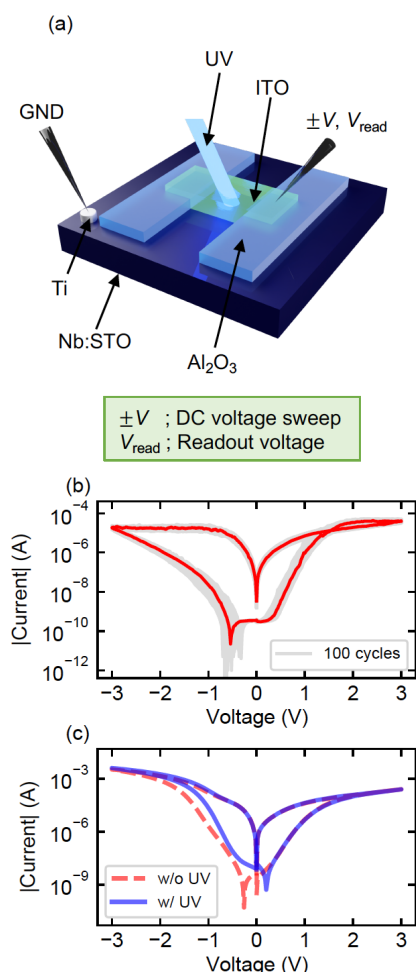 (a)
UV
ITO
GND
±V, Vread
Ti
Nb:STO
Al2O3
±V ; DC voltage sweep
Vread ; Readout voltage
(b)
10−4
10−6
10−8
10−10
10−12
|Current| (A)
100 cycles
−3 −2 −1 0 1 2 3
Voltage (V)
(c)
10−3
10−6
10−9
|Current| (A)
w/o UV
w/ UV
−3 −2 −1 0 1 2 3
Voltage (V)